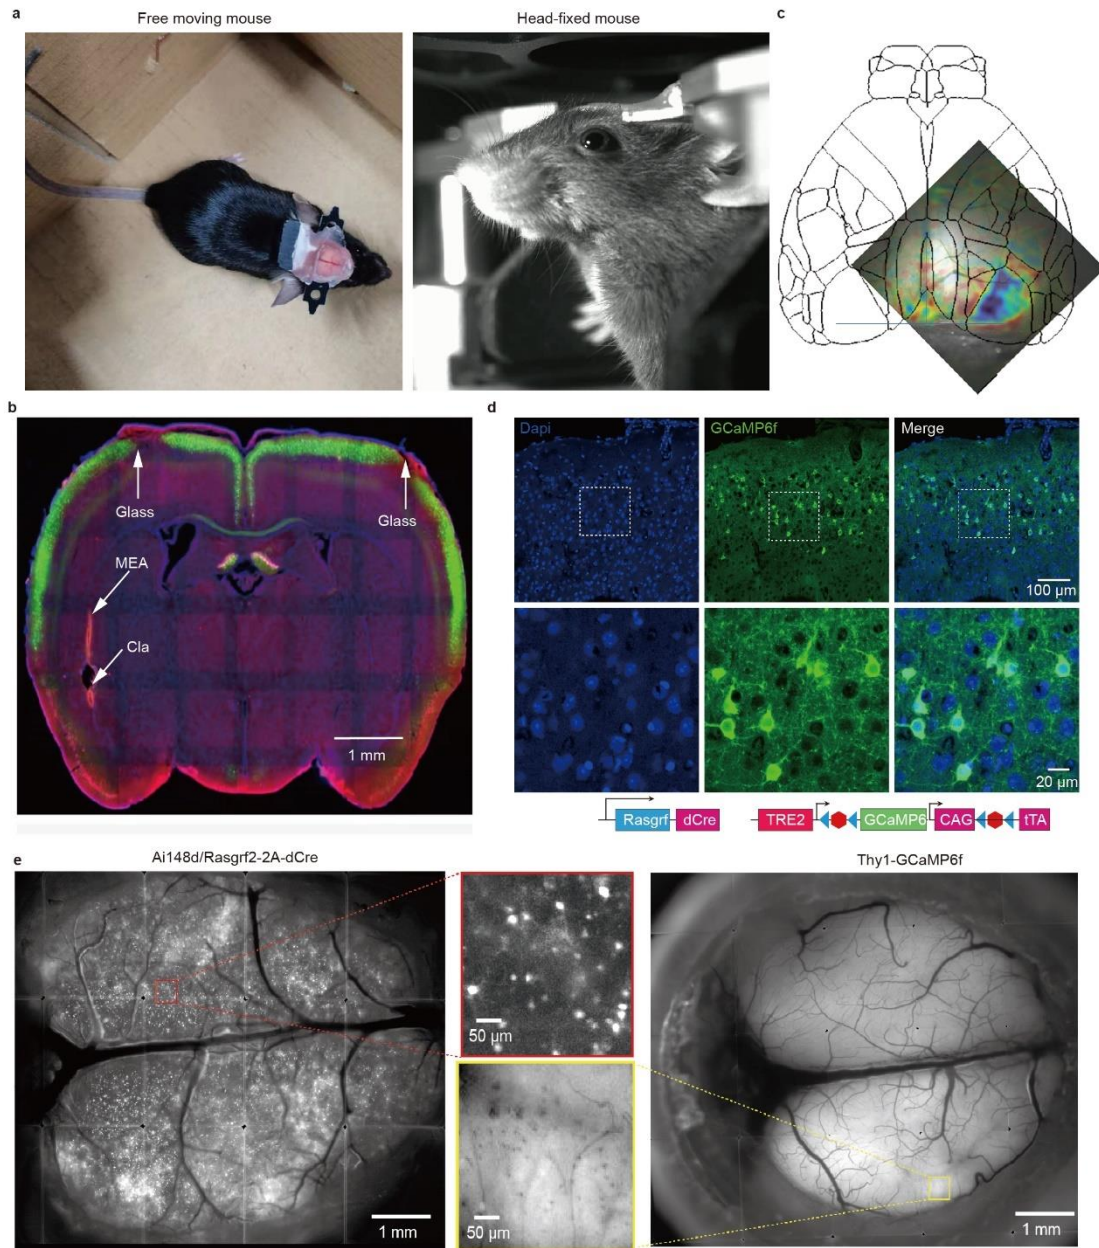 a
Free moving mouse
Head-fixed mouse
c
b
Glass
Glass
MEA
Cla
1 mm
d
Dapi
GCaMP6f
Merge
100 µm
20 µm
Rasgrf
dCre
TRE2
GCaMP6
CAG
tTA
e
Ai148d/Rasgrf2-2A-dCre
Thy1-GCaMP6f
50 µm
50 µm
1 mm
1 mm